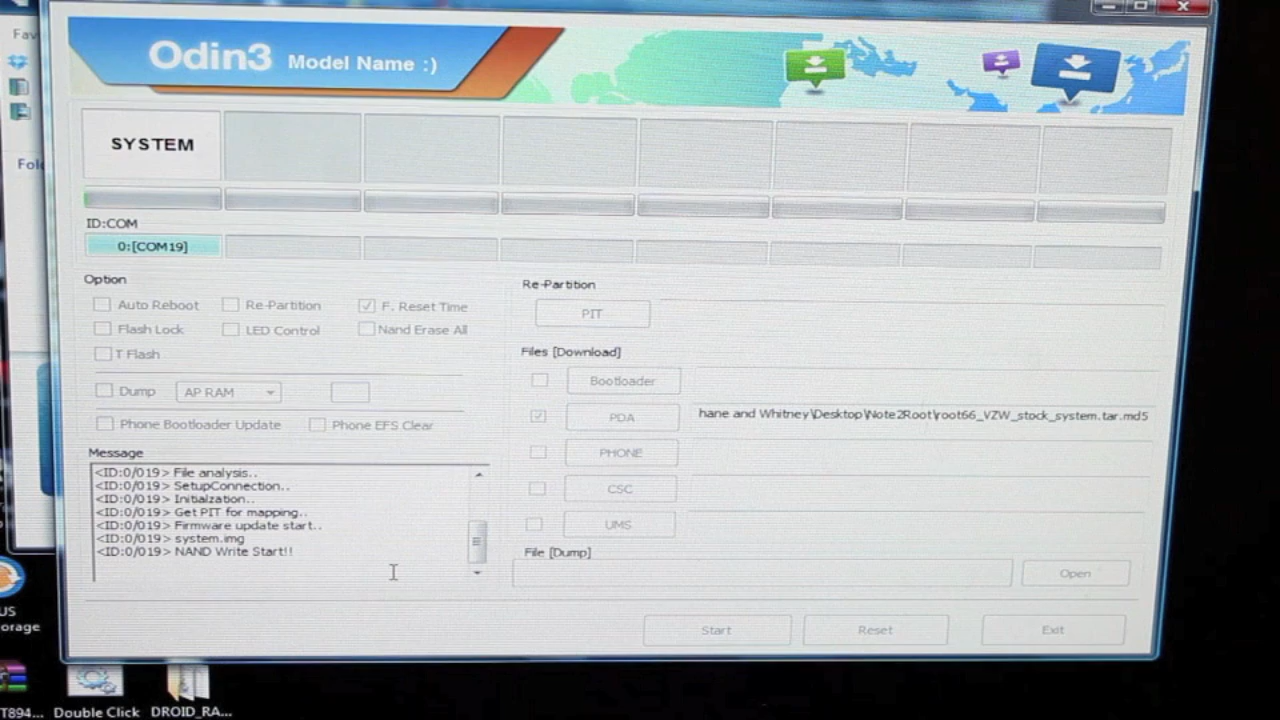 Fav
Odin3 Model Name :)
SYSTEM
Fol
ID:COM
0:[COM19]
Option
Re-Partition
Auto Reboot Re-Partition F. Reset Time
PIT
Flash Lock LED Control Nand Erase All
T Flash
Files [Download]
Bootloader
Dump AP RAM
PDA hane and Whitney\Desktop\Note2Root\root66_VZW_stock_system.tar.md5
Phone Bootloader Update Phone EFS Clear
PHONE
Message
<ID:0/019> File analysis..
<ID:0/019> SetupConnection..
<ID:0/019> Initialzation..
<ID:0/019> Get PIT for mapping..
<ID:0/019> Firmware update start..
<ID:0/019> system.img
<ID:0/019> NAND Write Start!!
CSC
UMS
File [Dump]
Open
US
orage
Start Reset Exit
T894... Double Click DROID_RA...